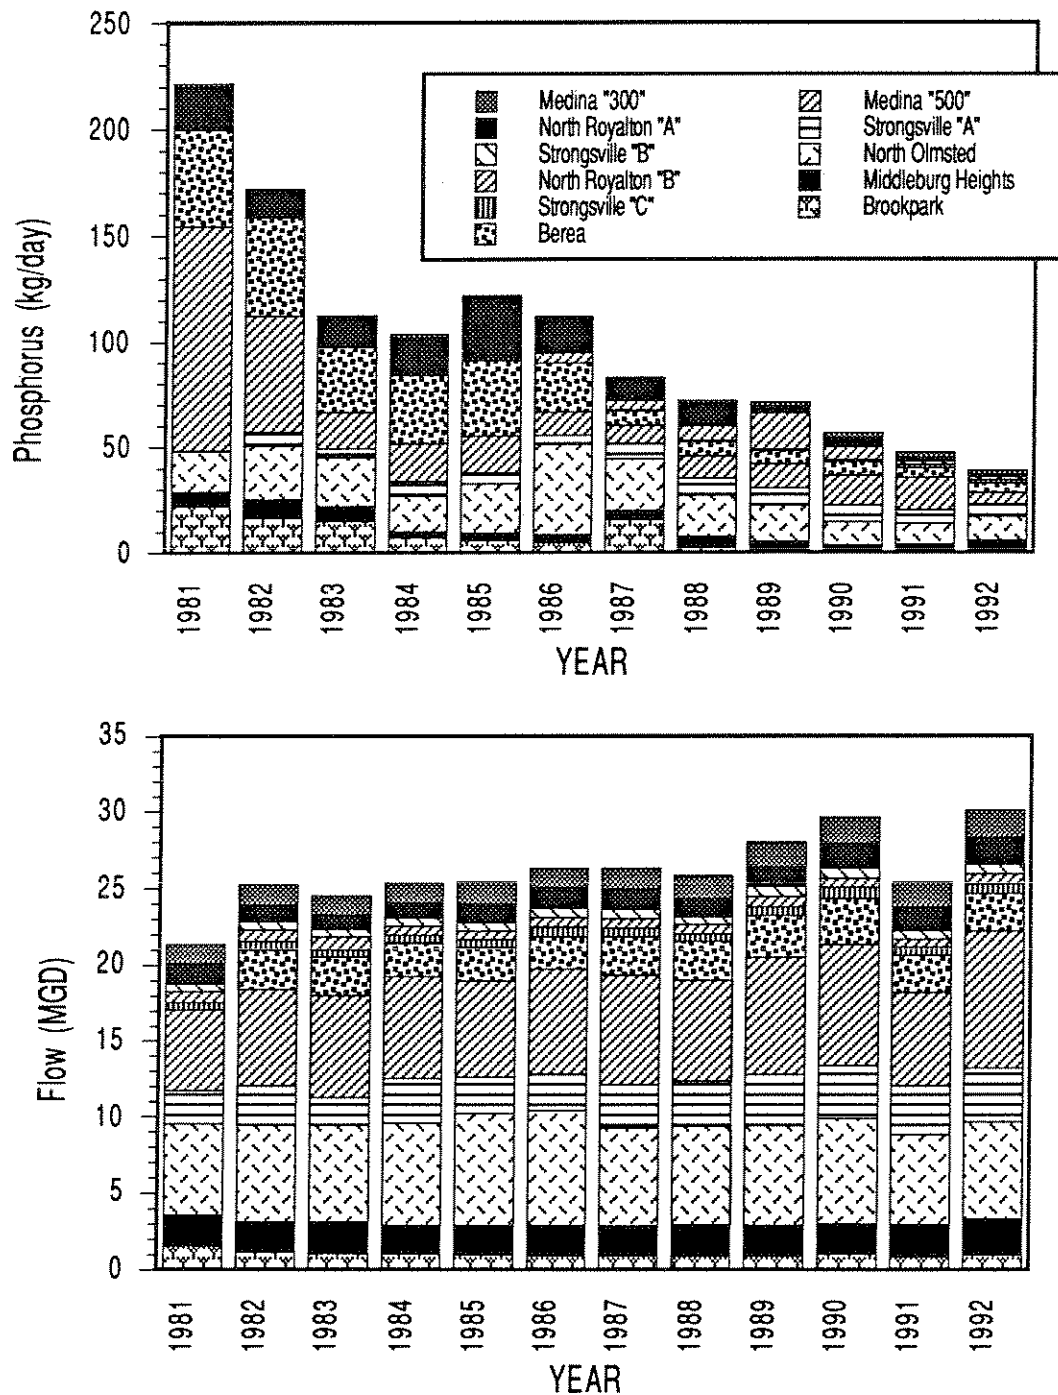 250
200
150
100
50
0
Phosphorus (kg/day)
Medina "300" Medina "500"
North Royalton "A" Strongsville "A"
Strongsville "B" North Olmsted
North Royalton "B" Middleburg Heights
Strongsville "C" Brookpark
Berea
1981 1982 1983 1984 1985 1986 1987 1988 1989 1990 1991 1992
YEAR
35
30
25
20
15
10
5
0
Flow (MGD)
1981 1982 1983 1984 1985 1986 1987 1988 1989 1990 1991 1992
YEAR